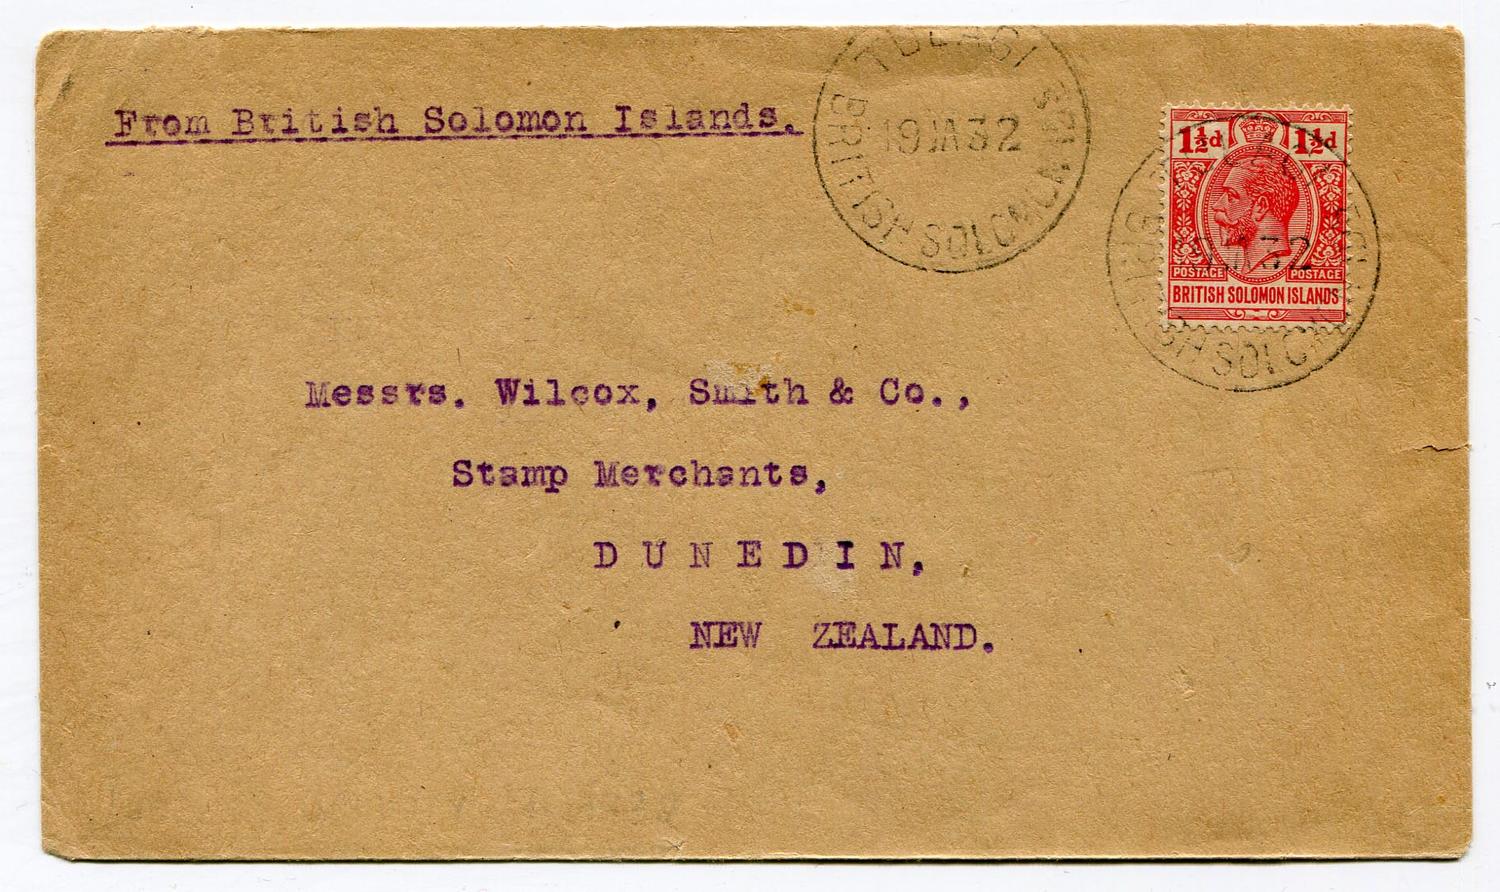 From British Solomon Islands.
TULAGI
19 JA 32
BRITISH SOLOMON
1½d 1½d
POSTAGE POSTAGE
BRITISH SOLOMON ISLANDS
32
Messrs. Wilcox, Smith & Co.,
Stamp Merchants,
DUNEDIN,
NEW ZEALAND.